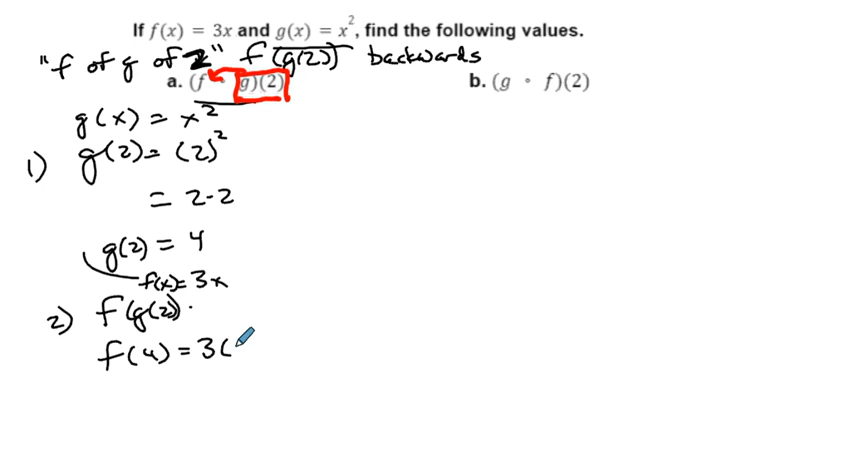 If f(x) = 3x and g(x) = x², find the following values.
"f of g of 2" f(g(2)) backwards
a. (f g)(2)
b. (g ∘ f)(2)
g(x) = x²
1) g(2) = (2)²
= 2·2
g(2) = 4
f(x) = 3x
2) f(g(2)) .
f(4) = 3(